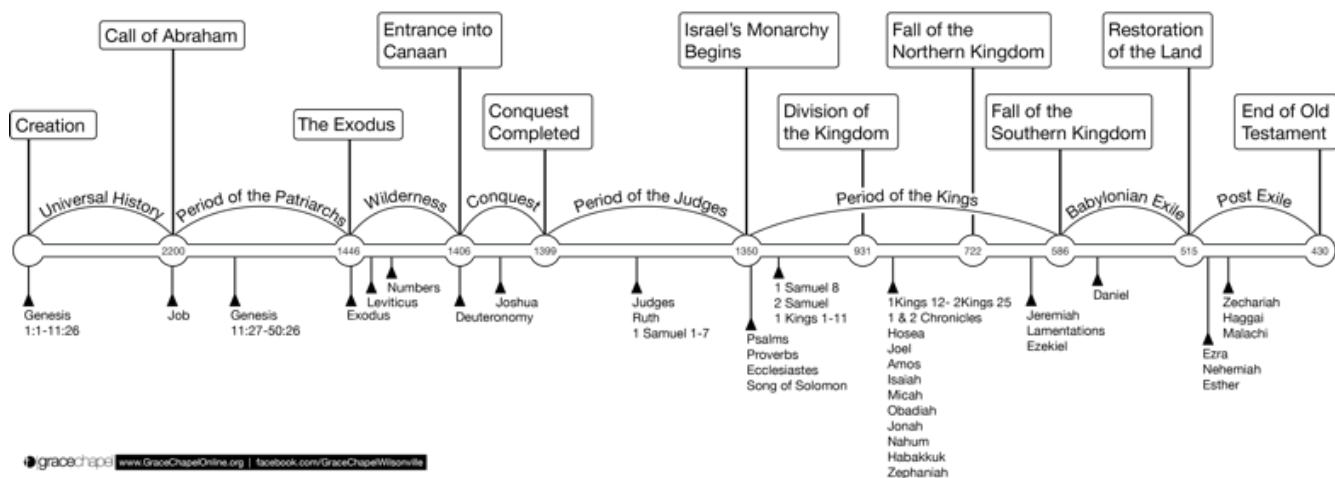 Creation
Call of Abraham
The Exodus
Entrance into
Canaan
Conquest
Completed
Israel's Monarchy
Begins
Division of
the Kingdom
Fall of the
Northern Kingdom
Fall of the
Southern Kingdom
Restoration
of the Land
End of Old
Testament
Universal History
Period of the Patriarchs
Wilderness
Conquest
Period of the Judges
Period of the Kings
Babylonian Exile
Post Exile
2200
1446
1406
1399
1350
931
722
586
515
430
Genesis
1:1-11:26
Job
Genesis
11:27-50:26
Exodus
Leviticus
Numbers
Deuteronomy
Joshua
Judges
Ruth
1 Samuel 1-7
Psalms
Proverbs
Ecclesiastes
Song of Solomon
1 Samuel 8
2 Samuel
1 Kings 1-11
1Kings 12- 2Kings 25
1 & 2 Chronicles
Hosea
Joel
Amos
Isaiah
Micah
Obadiah
Jonah
Nahum
Habakkuk
Zephaniah
Jeremiah
Lamentations
Ezekiel
Daniel
Ezra
Nehemiah
Esther
Zechariah
Haggai
Malachi
gracechapel www.GraceChapelOnline.org | facebook.com/GraceChapelWilsonville